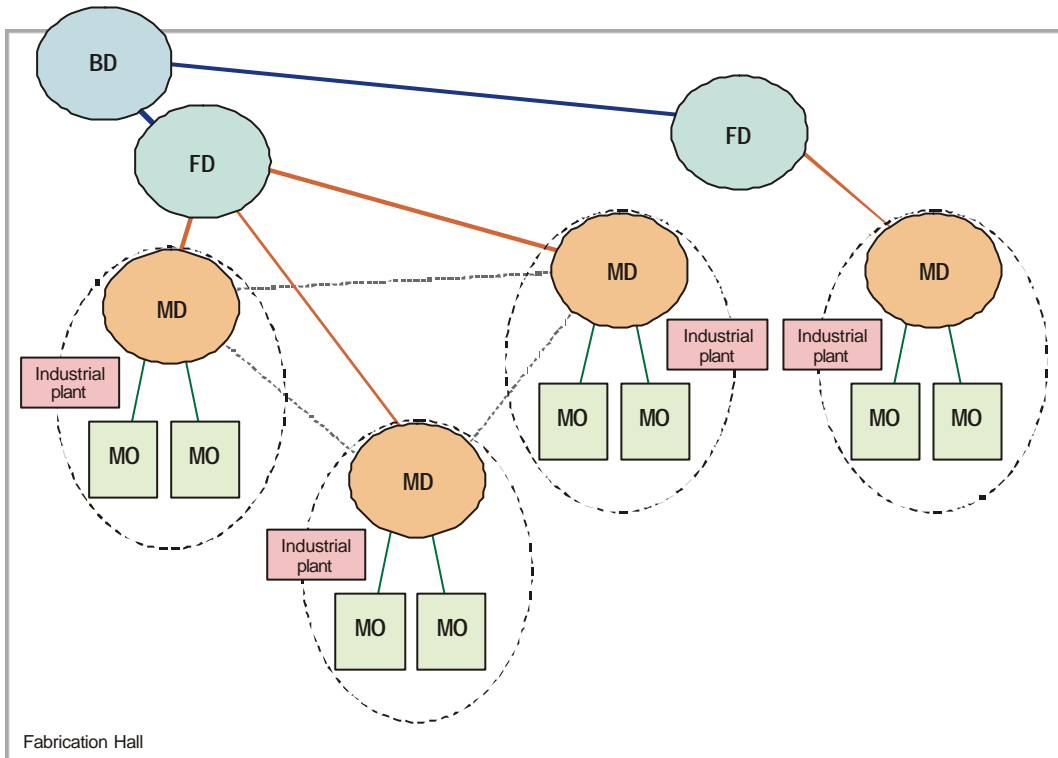 BD
FD
FD
MD
MD
MD
Industrial
plant
Industrial
plant
Industrial
plant
MO
MO
MO
MO
MO
MO
MD
Industrial
plant
MO
MO
Fabrication Hall